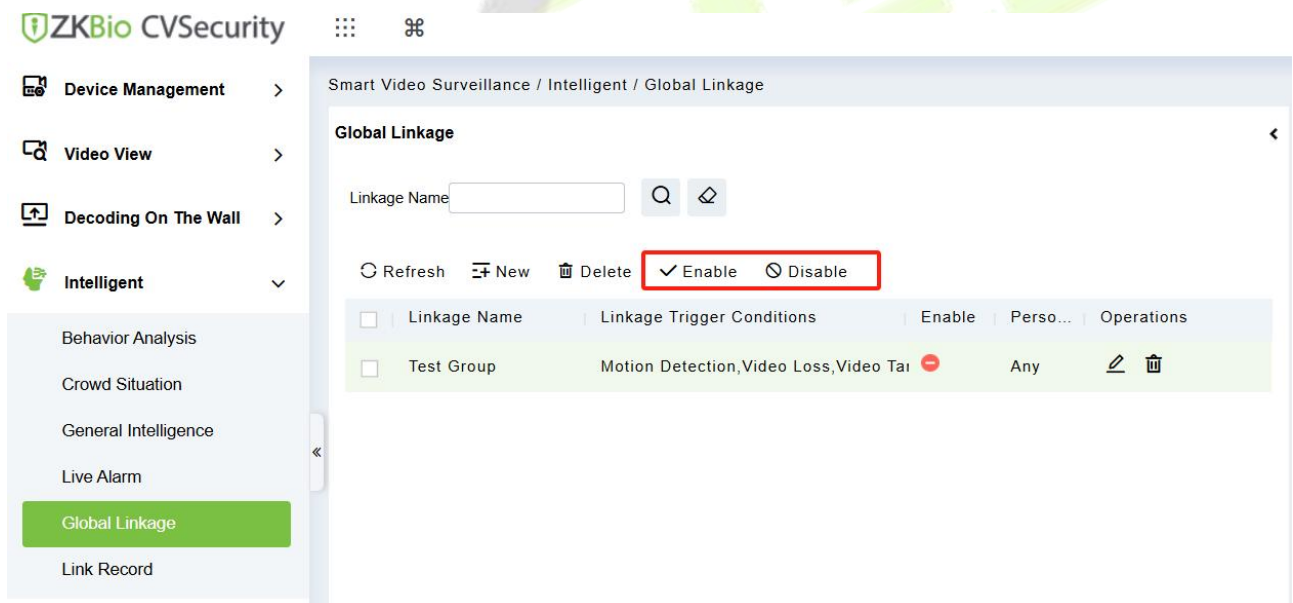 ZKBio CVSecurity
Device Management
Video View
Decoding On The Wall
Intelligent
Behavior Analysis
Crowd Situation
General Intelligence
Live Alarm
Global Linkage
Link Record
Smart Video Surveillance / Intelligent / Global Linkage
Global Linkage
Linkage Name
Refresh New Delete Enable Disable
Linkage Name Linkage Trigger Conditions Enable Perso... Operations
Test Group Motion Detection,Video Loss,Video Tar Any